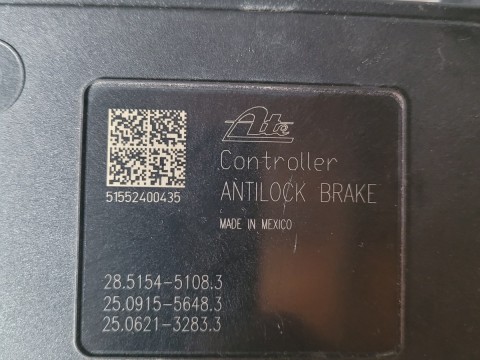 Ate
Controller
ANTILOCK BRAKE
51552400435
MADE IN MEXICO
28.5154-5108.3
25.0915-5648.3
25.0621-3283.3